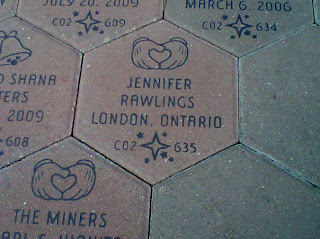 JULY 20. 2009
C02 609
MARCH 6, 2006
C02 634
SHANA
2009
608
JENNIFER
RAWLINGS
LONDON, ONTARIO
C02 635
THE MINERS